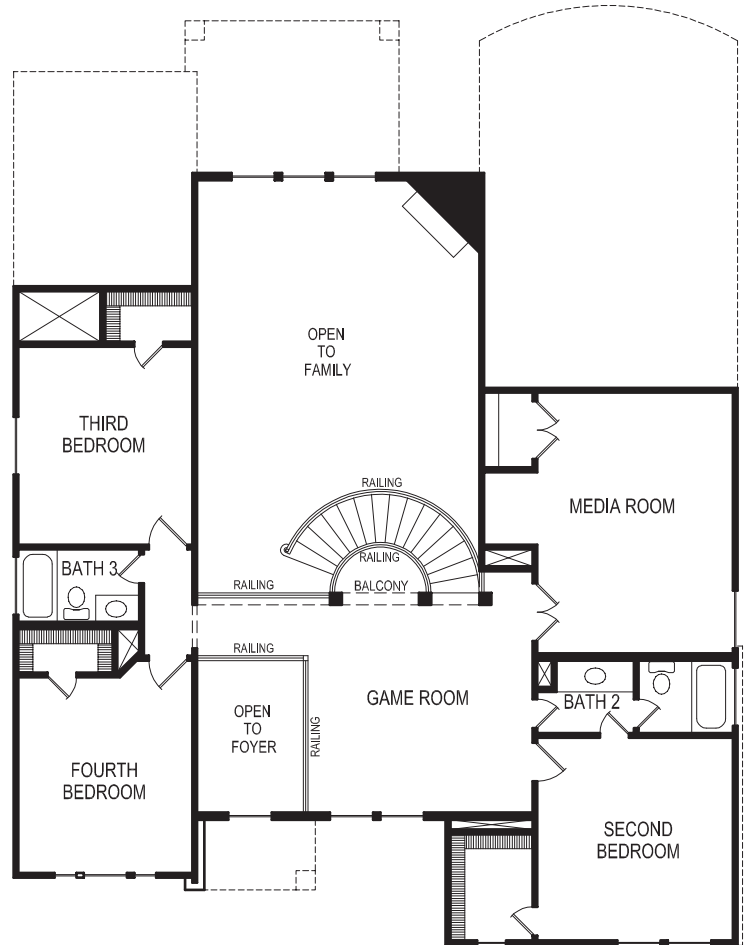 OPEN
TO
FAMILY
THIRD
BEDROOM
RAILING
MEDIA ROOM
RAILING
BATH 3
RAILING
BALCONY
RAILING
GAME ROOM
BATH 2
OPEN
TO
FOYER
RAILING
FOURTH
BEDROOM
SECOND
BEDROOM